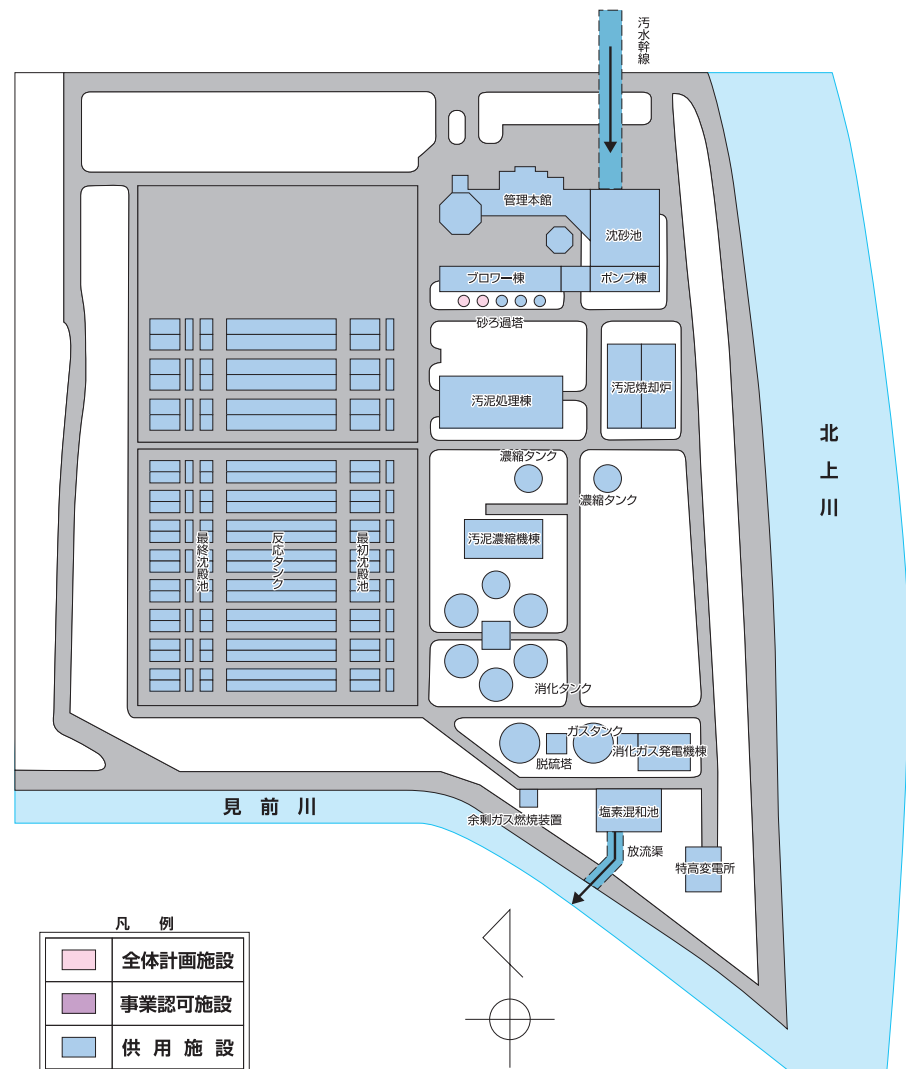 汚水幹線
管理本館
沈砂池
ブロワー棟
ポンプ棟
砂ろ過塔
汚泥処理棟
汚泥焼却炉
北上川
濃縮タンク
濃縮タンク
汚泥濃縮機棟
最終沈殿池
反応タンク
最初沈殿池
消化タンク
ガスタンク
消化ガス発電機棟
脱硫塔
見前川
余剰ガス燃焼装置
塩素混和池
放流渠
特高変電所
凡 例
全体計画施設
事業認可施設
供用施設